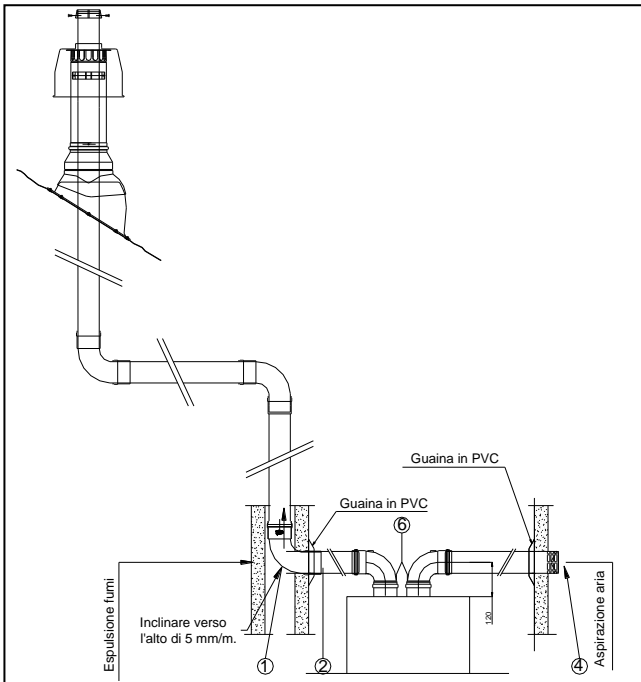 Guaina in PVC
Guaina in PVC
6
Espulsione fumi
Inclinare verso
l'alto di 5 mm/m.
120
Aspirazione aria
1
2
4